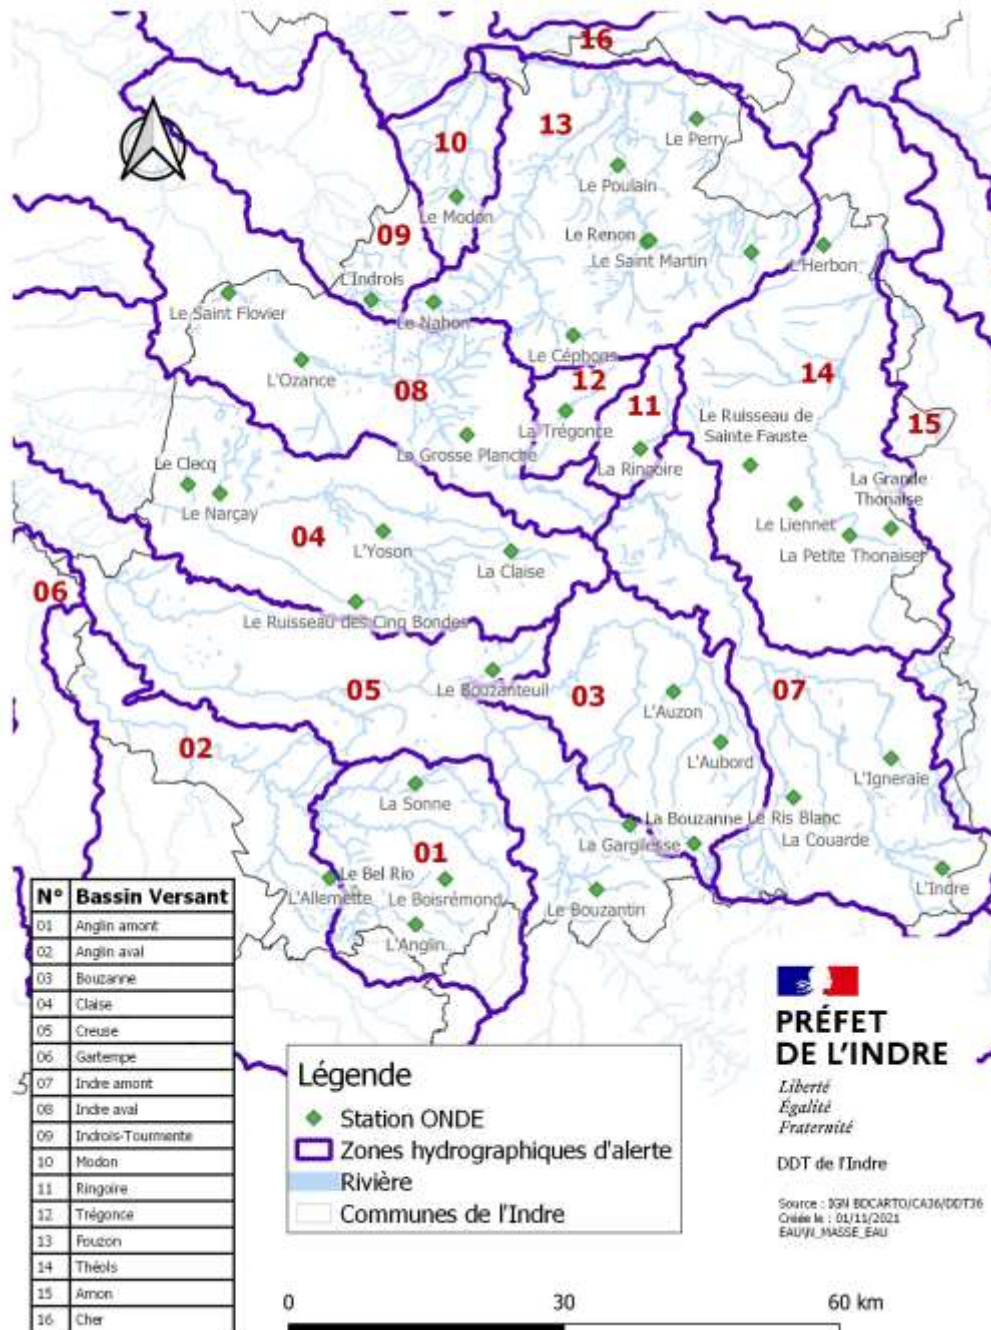 16
13
Le Perry
10
Le Poulain
Le Modon
09
Le Renon
Le Saint Martin
L'Herbon
L'Indrois
Le Saint Flovier
Le Nahon
Le Céphons
L'Ozance
12
14
08
11
Le Ruisseau de
Sainte Fauste
15
La Trégonce
La Grosse Planche
La Ringoire
Le Clecq
La Grande
Thonaise
Le Narçay
Le Liennet
04
L'Yoson
La Petite Thonaise
La Claise
06
Le Ruisseau des Cinq Bondes
05
Le Bouzanteuil
03
07
L'Auzon
02
L'Aubord
L'Igneraie
La Sonne
La Bouzanne
Le Ris Blanc
La Gargilesse
La Couarde
01
Le Bel Rio
L'Allemette
Le Boisrémond
Le Bouzantin
L'Indre
L'Anglin
N° Bassin Versant
01 Anglin amont
02 Anglin aval
03 Bouzanne
04 Claise
05 Creuse
06 Gartempe
07 Indre amont
08 Indre aval
09 Indrois-Tourmente
10 Modon
11 Ringoire
12 Trégonce
13 Fouzon
14 Théols
15 Arnon
16 Cher
Légende
Station ONDE
Zones hydrographiques d'alerte
Rivière
Communes de l'Indre
PRÉFET
DE L'INDRE
Liberté
Égalité
Fraternité
DDT de l'Indre
Source : IGN BDCARTO/CA36/DDT36
Créée le : 01/11/2021
EAU\N_MASSE_EAU
0 30 60 km